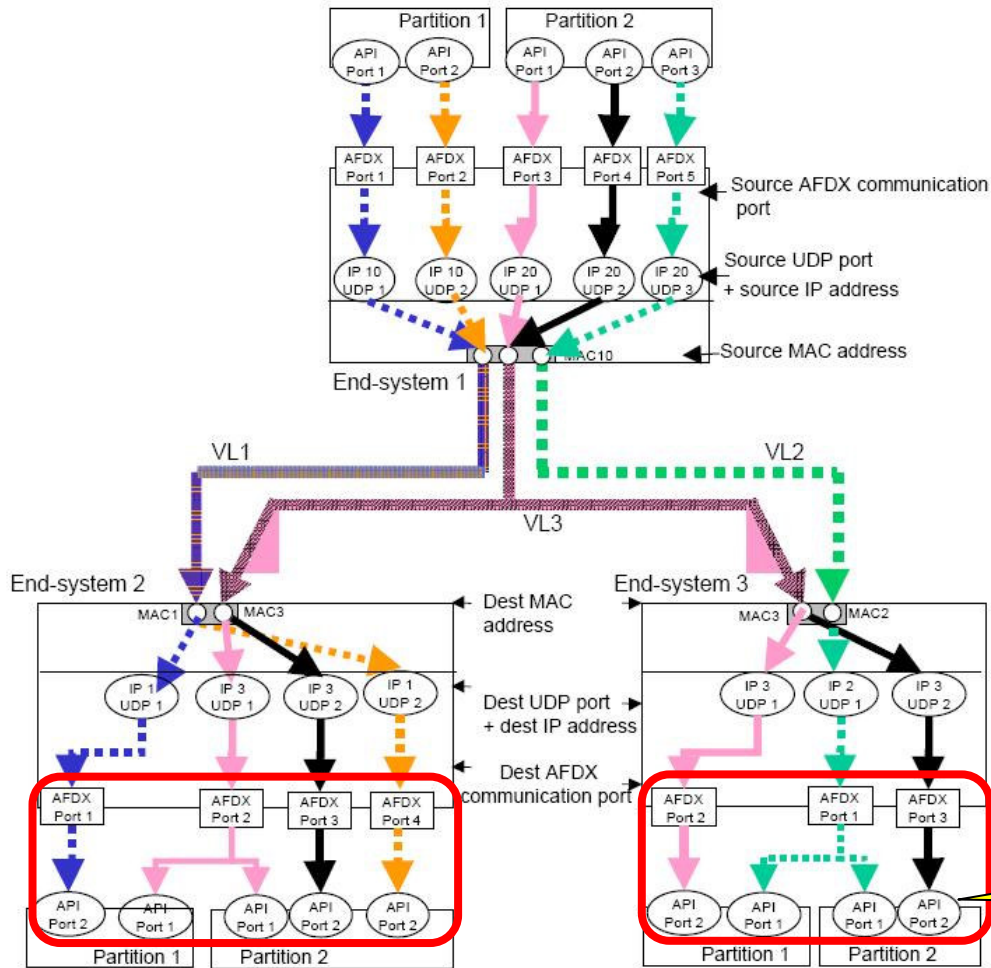 Partition 1
Partition 2
API
Port 1
API
Port 2
API
Port 1
API
Port 2
API
Port 3
AFDX
Port 1
AFDX
Port 2
AFDX
Port 3
AFDX
Port 4
AFDX
Port 5
Source AFDX communication
port
IP 10
UDP 1
IP 10
UDP 2
IP 20
UDP 1
IP 20
UDP 2
IP 20
UDP 3
Source UDP port
+ source IP address
MAC10
Source MAC address
End-system 1
VL1
VL2
VL3
End-system 2
End-system 3
MAC1
MAC3
Dest MAC
address
MAC3
MAC2
IP 1
UDP 1
IP 3
UDP 1
IP 3
UDP 2
IP 1
UDP 2
Dest UDP port
+ dest IP address
IP 3
UDP 1
IP 2
UDP 1
IP 3
UDP 2
Dest AFDX
communication port
AFDX
Port 1
AFDX
Port 2
AFDX
Port 3
AFDX
Port 4
AFDX
Port 2
AFDX
Port 1
AFDX
Port 3
API
Port 2
API
Port 1
API
Port 1
API
Port 2
API
Port 2
API
Port 2
API
Port 1
API
Port 1
API
Port 2
Partition 1
Partition 2
Partition 1
Partition 2